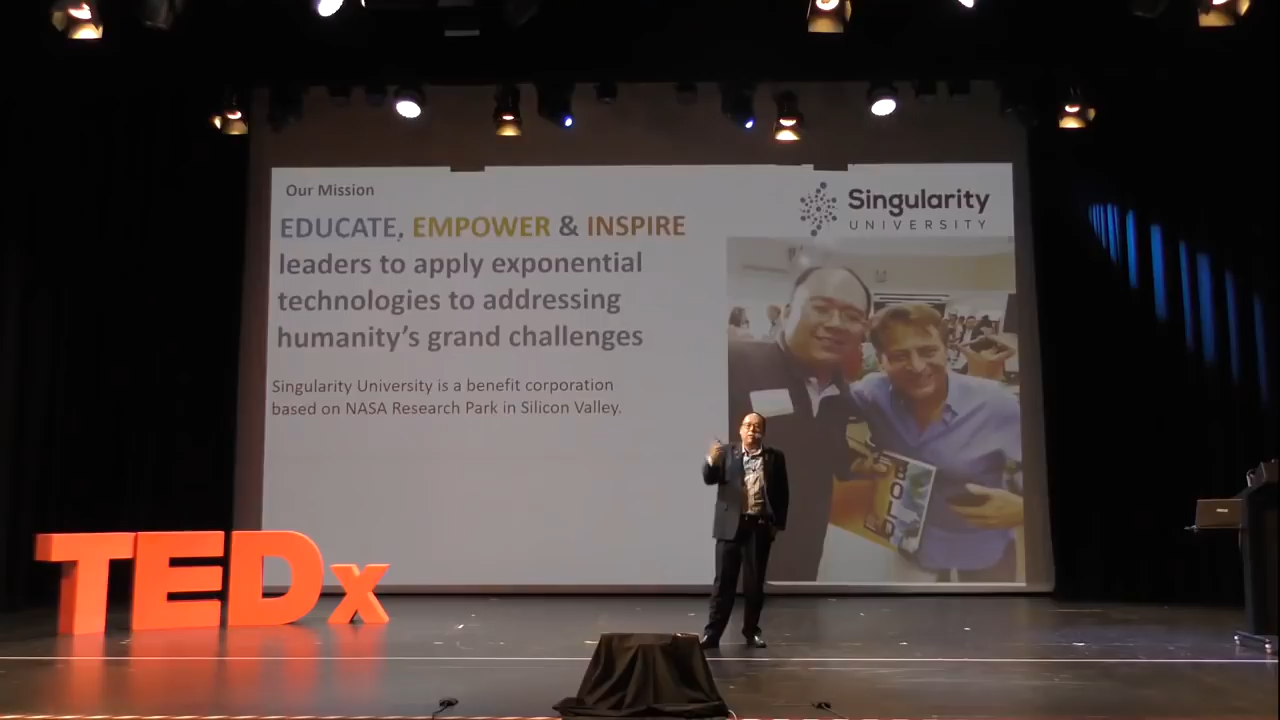 Our Mission
EDUCATE, EMPOWER & INSPIRE
leaders to apply exponential
technologies to addressing
humanity's grand challenges
Singularity University is a benefit corporation
based on NASA Research Park in Silicon Valley.
Singularity
UNIVERSITY
BOLD
TEDx